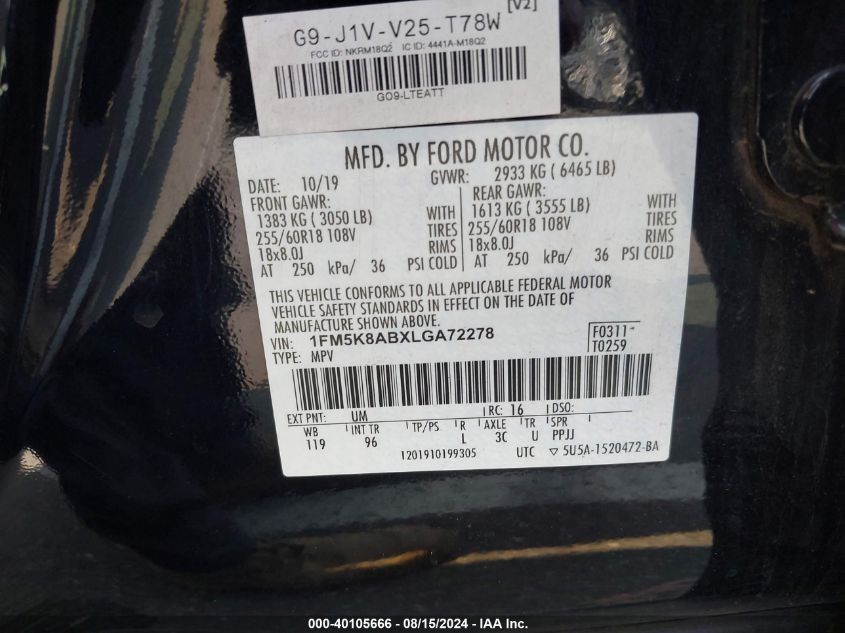 [V2]
G9-J1V-V25-T78W
FCC ID: NKRM18Q2 IC ID: 4441A-M18Q2
GO9-LTEATT
MFD. BY FORD MOTOR CO.
DATE: 10/19 GVWR: 2933 KG ( 6465 LB)
FRONT GAWR: REAR GAWR:
1383 KG ( 3050 LB) WITH 1613 KG ( 3555 LB) WITH
255/60R18 108V TIRES 255/60R18 108V TIRES
18x8.0J RIMS 18x8.0J RIMS
AT 250 kPa/ 36 PSI COLD AT 250 kPa/ 36 PSI COLD
THIS VEHICLE CONFORMS TO ALL APPLICABLE FEDERAL MOTOR
VEHICLE SAFETY STANDARDS IN EFFECT ON THE DATE OF
MANUFACTURE SHOWN ABOVE.
VIN: 1FM5K8ABXLGA72278 F0311-
TYPE: MPV T0259
EXT PNT: UM RC: 16 DSO:
WB INT TR TP/PS R AXLE TR SPR
119 96 L 3C U PPJJ
1201910199305 UTC ▽ 5U5A-1520472-BA
000-40105666 - 08/15/2024 - IAA Inc.